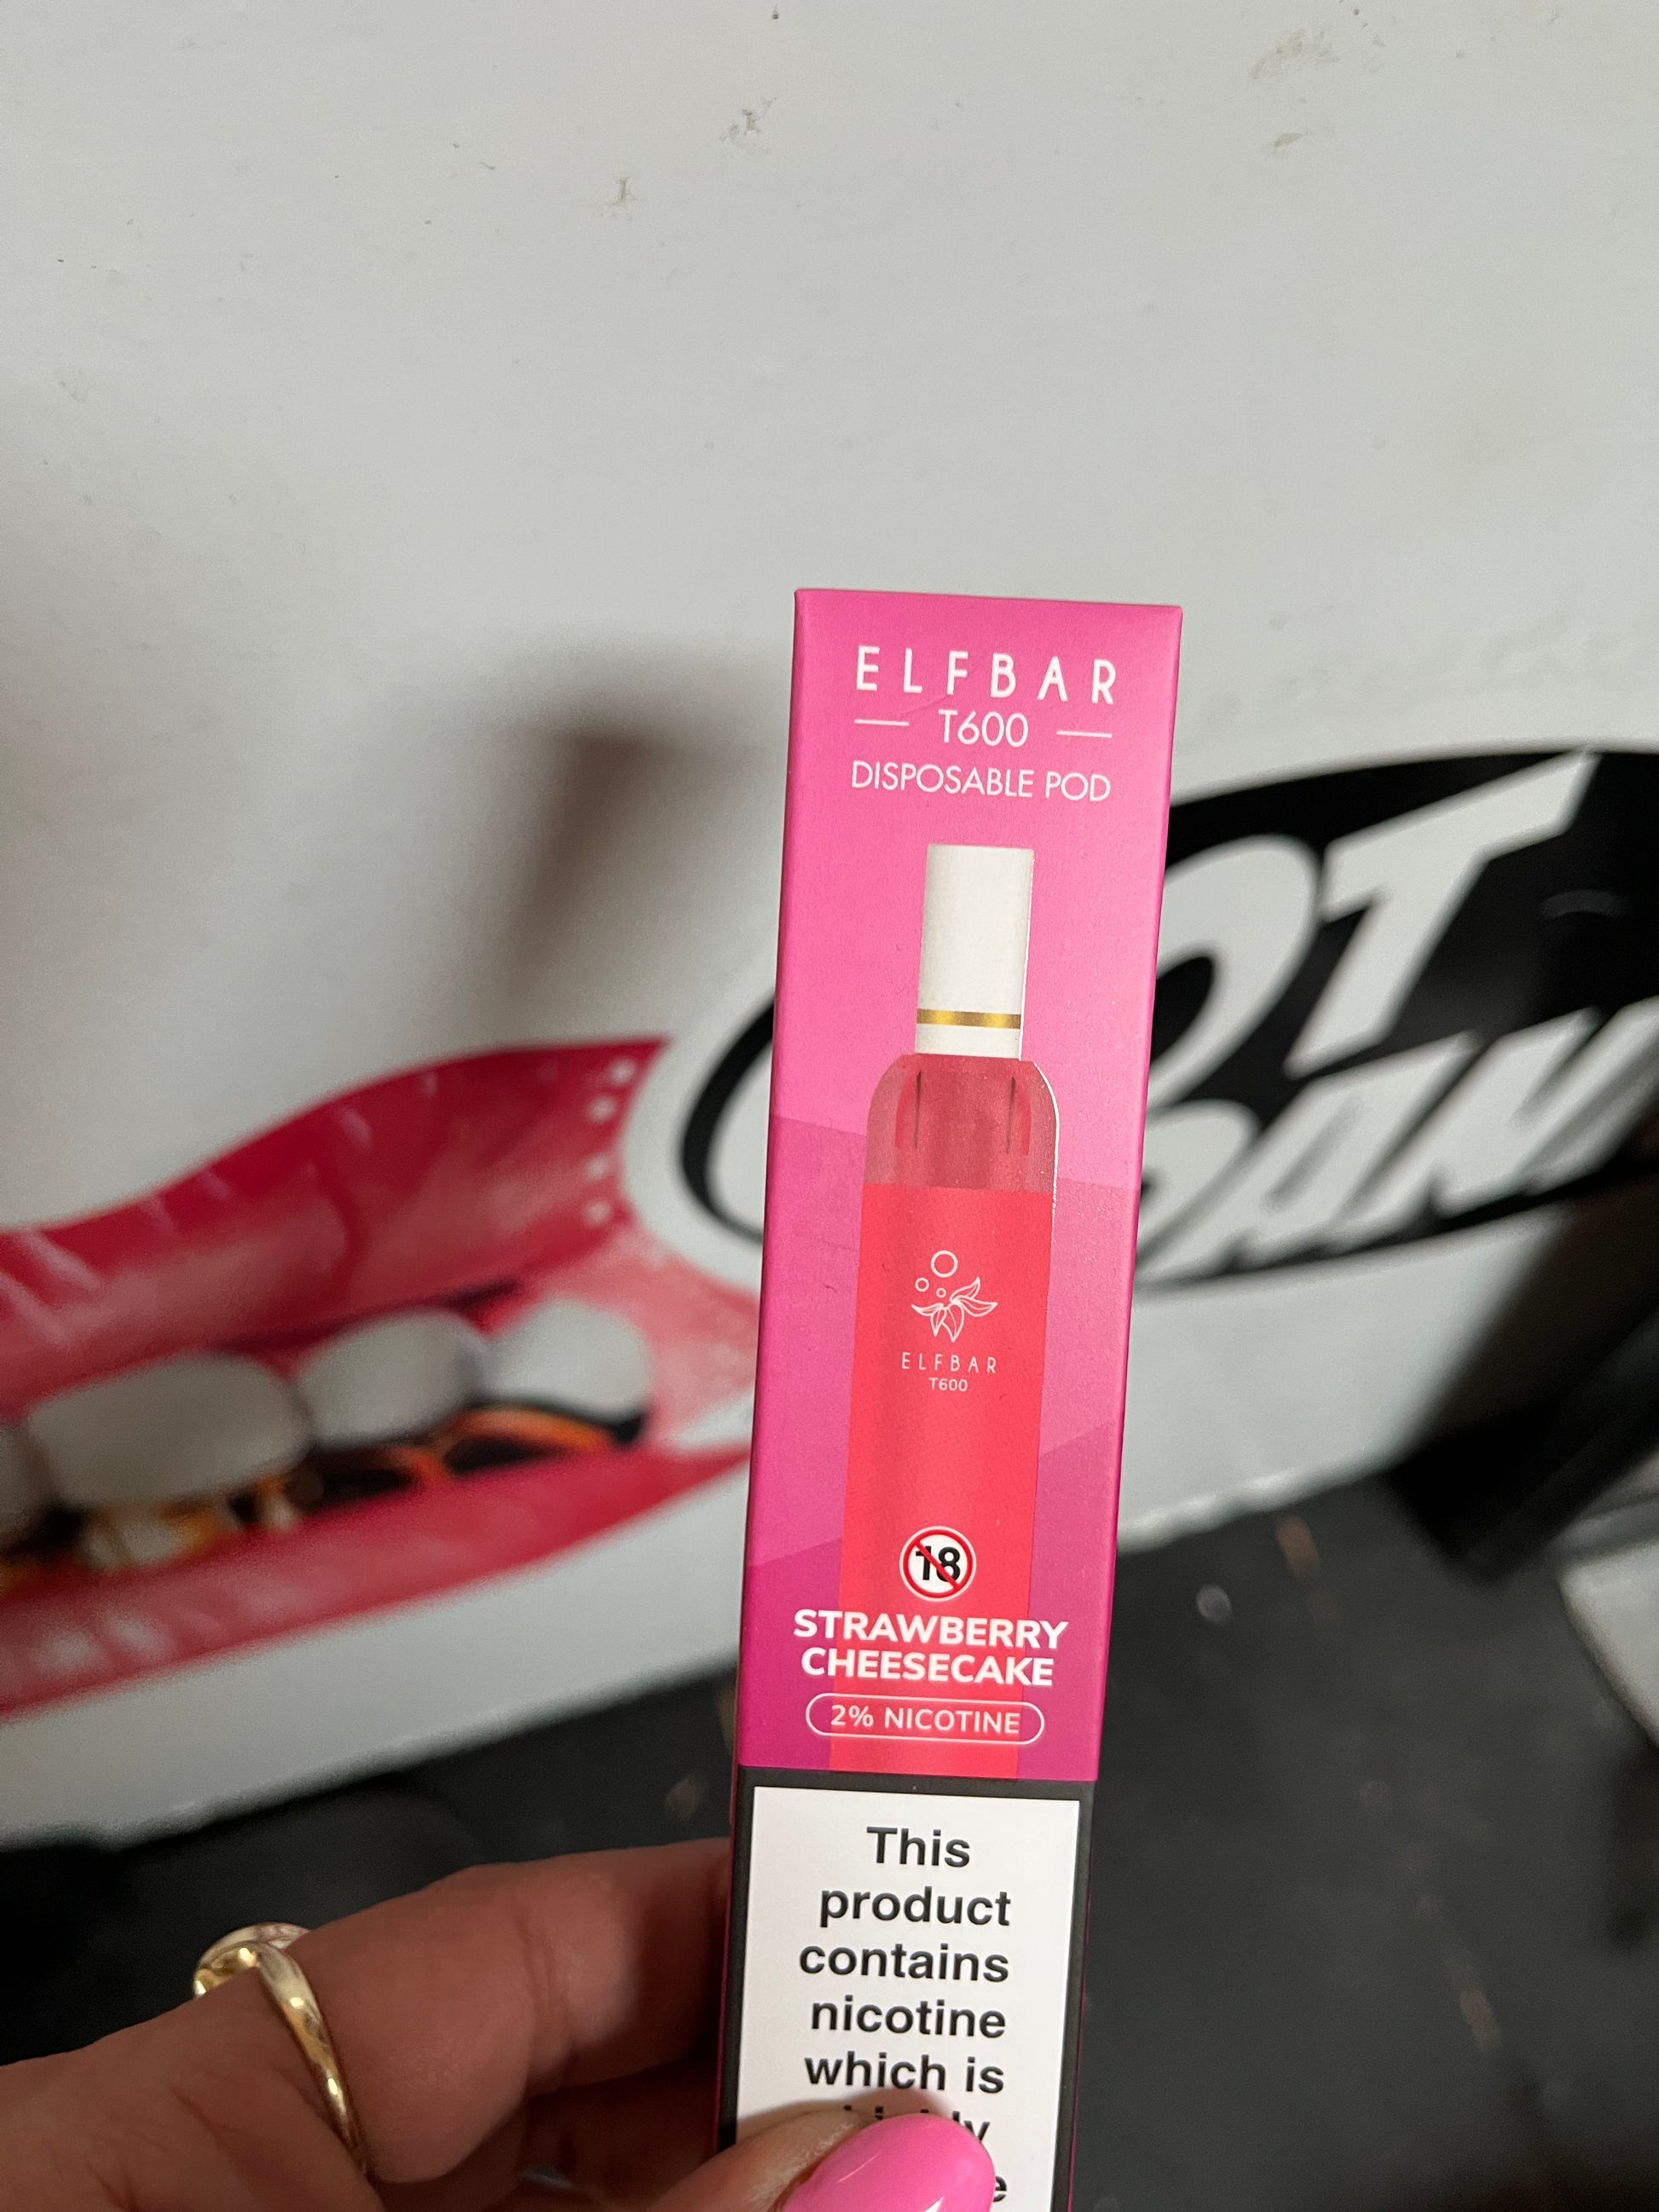 ELFBAR
T600
DISPOSABLE POD
ELFBAR
T600
18
STRAWBERRY
CHEESECAKE
2% NICOTINE
This
product
contains
nicotine
which is